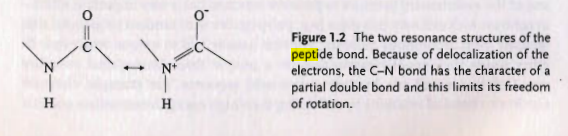 O O-
Figure 1.2 The two resonance structures of the
peptide bond. Because of delocalization of the
electrons, the C–N bond has the character of a
partial double bond and this limits its freedom
of rotation.
C C
N ↔ N+
H H